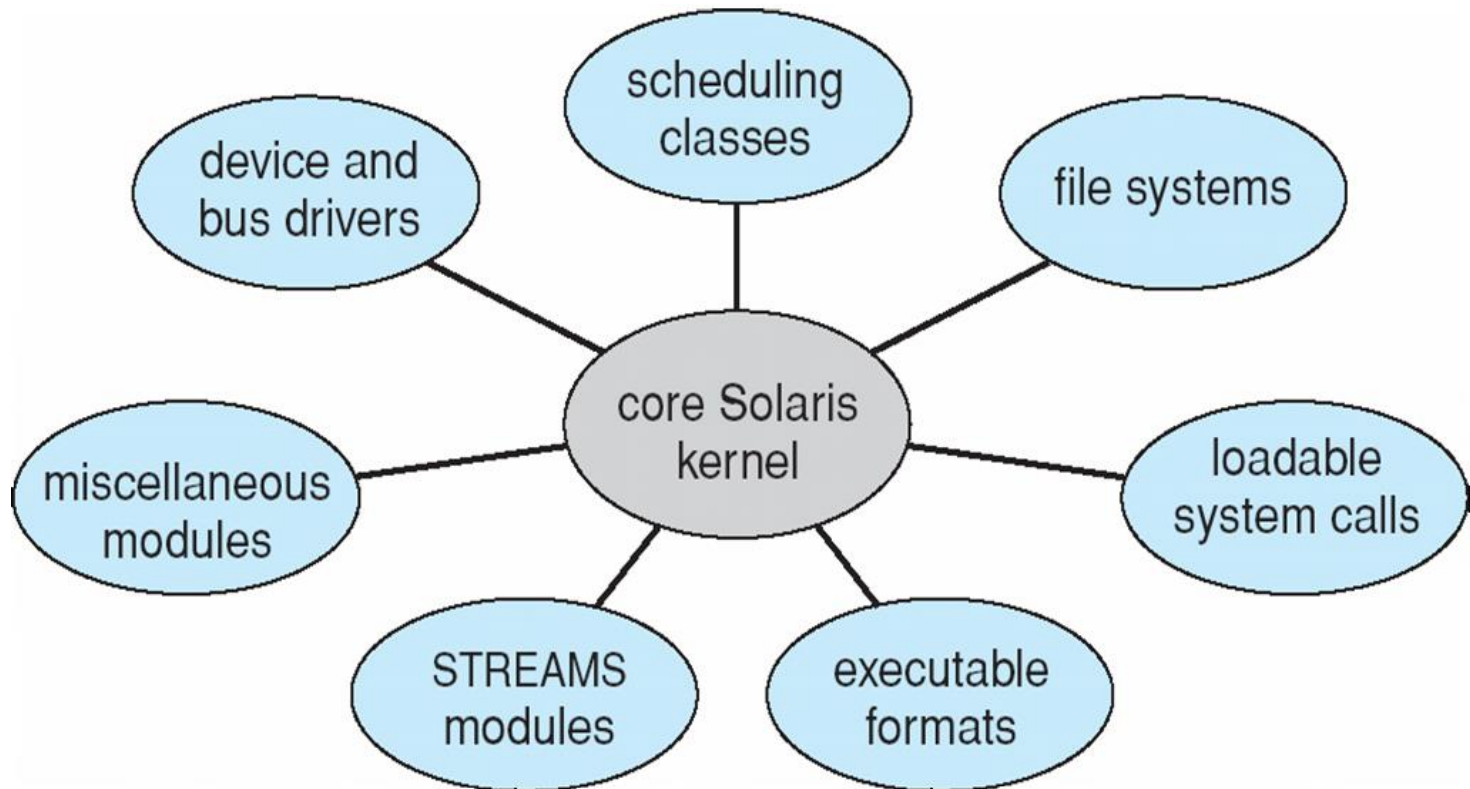 scheduling
classes
device and
bus drivers
file systems
core Solaris
kernel
miscellaneous
modules
loadable
system calls
STREAMS
modules
executable
formats